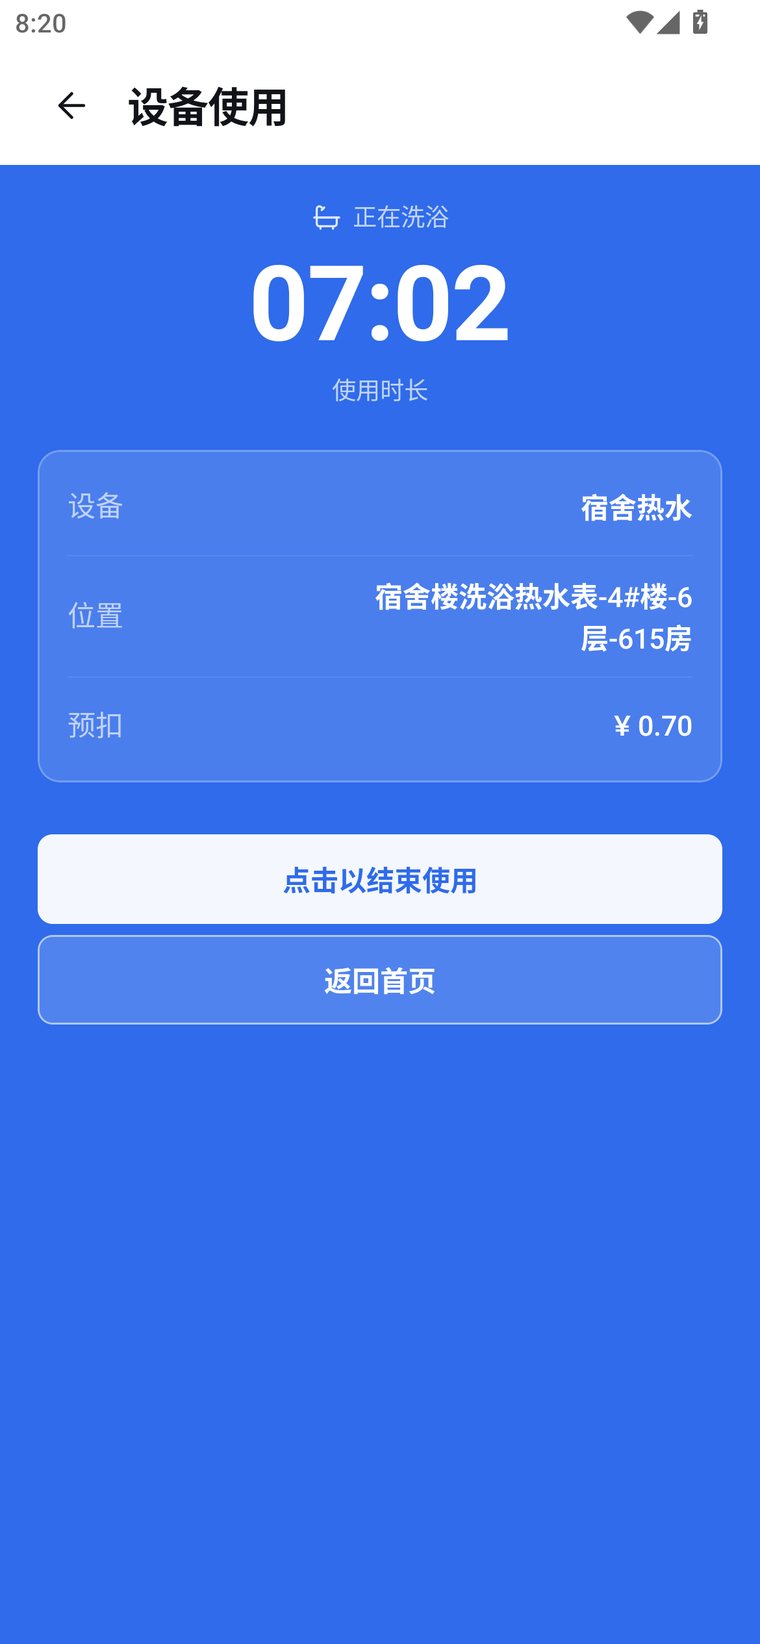 8:20
设备使用
正在洗浴
07:02
使用时长
设备
宿舍热水
位置
宿舍楼洗浴热水表-4#楼-6
层-615房
预扣
¥ 0.70
点击以结束使用
返回首页